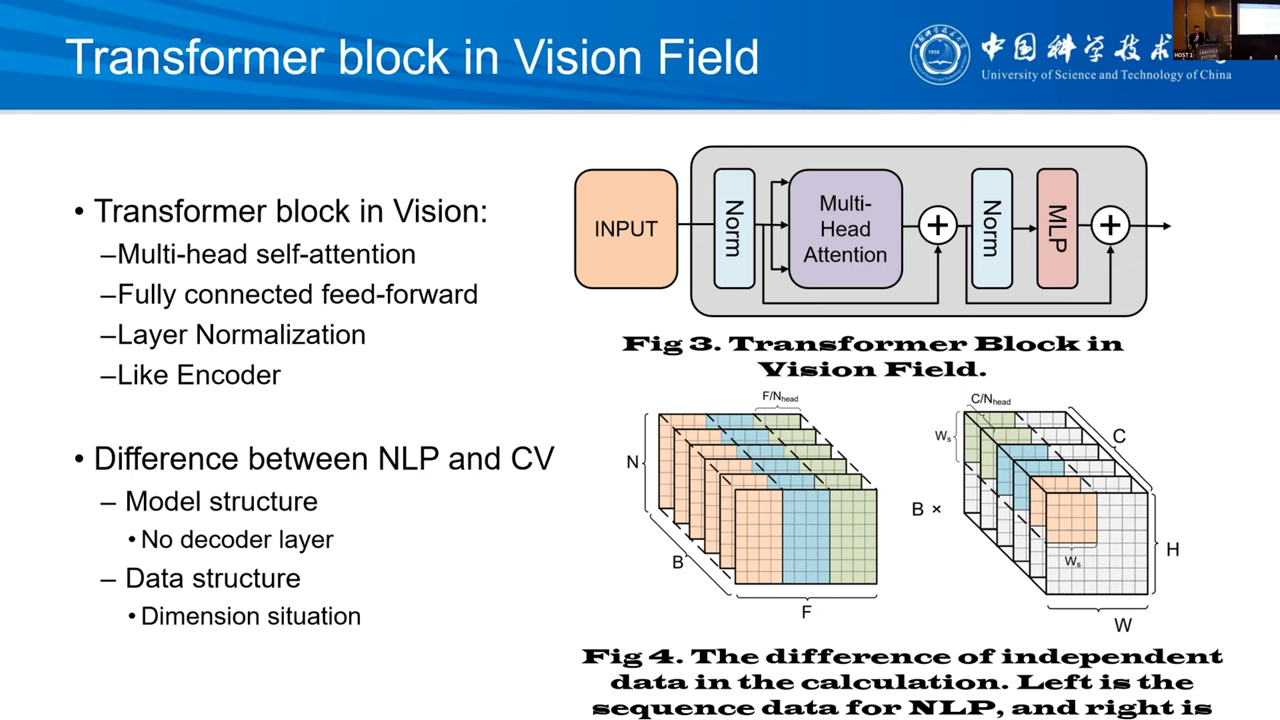 Transformer block in Vision Field
中国科学技术
University of Science and Technology of China
1958
HOST 1
• Transformer block in Vision:
–Multi-head self-attention
–Fully connected feed-forward
–Layer Normalization
–Like Encoder
• Difference between NLP and CV
– Model structure
• No decoder layer
– Data structure
• Dimension situation
INPUT
Norm
Multi-
Head
Attention
+
Norm
MLP
+
Fig 3. Transformer Block in
Vision Field.
F/Nhead
N
B
F
C/Nhead
Ws
C
B ×
Ws
H
W
Fig 4. The difference of independent
data in the calculation. Left is the
sequence data for NLP, and right is